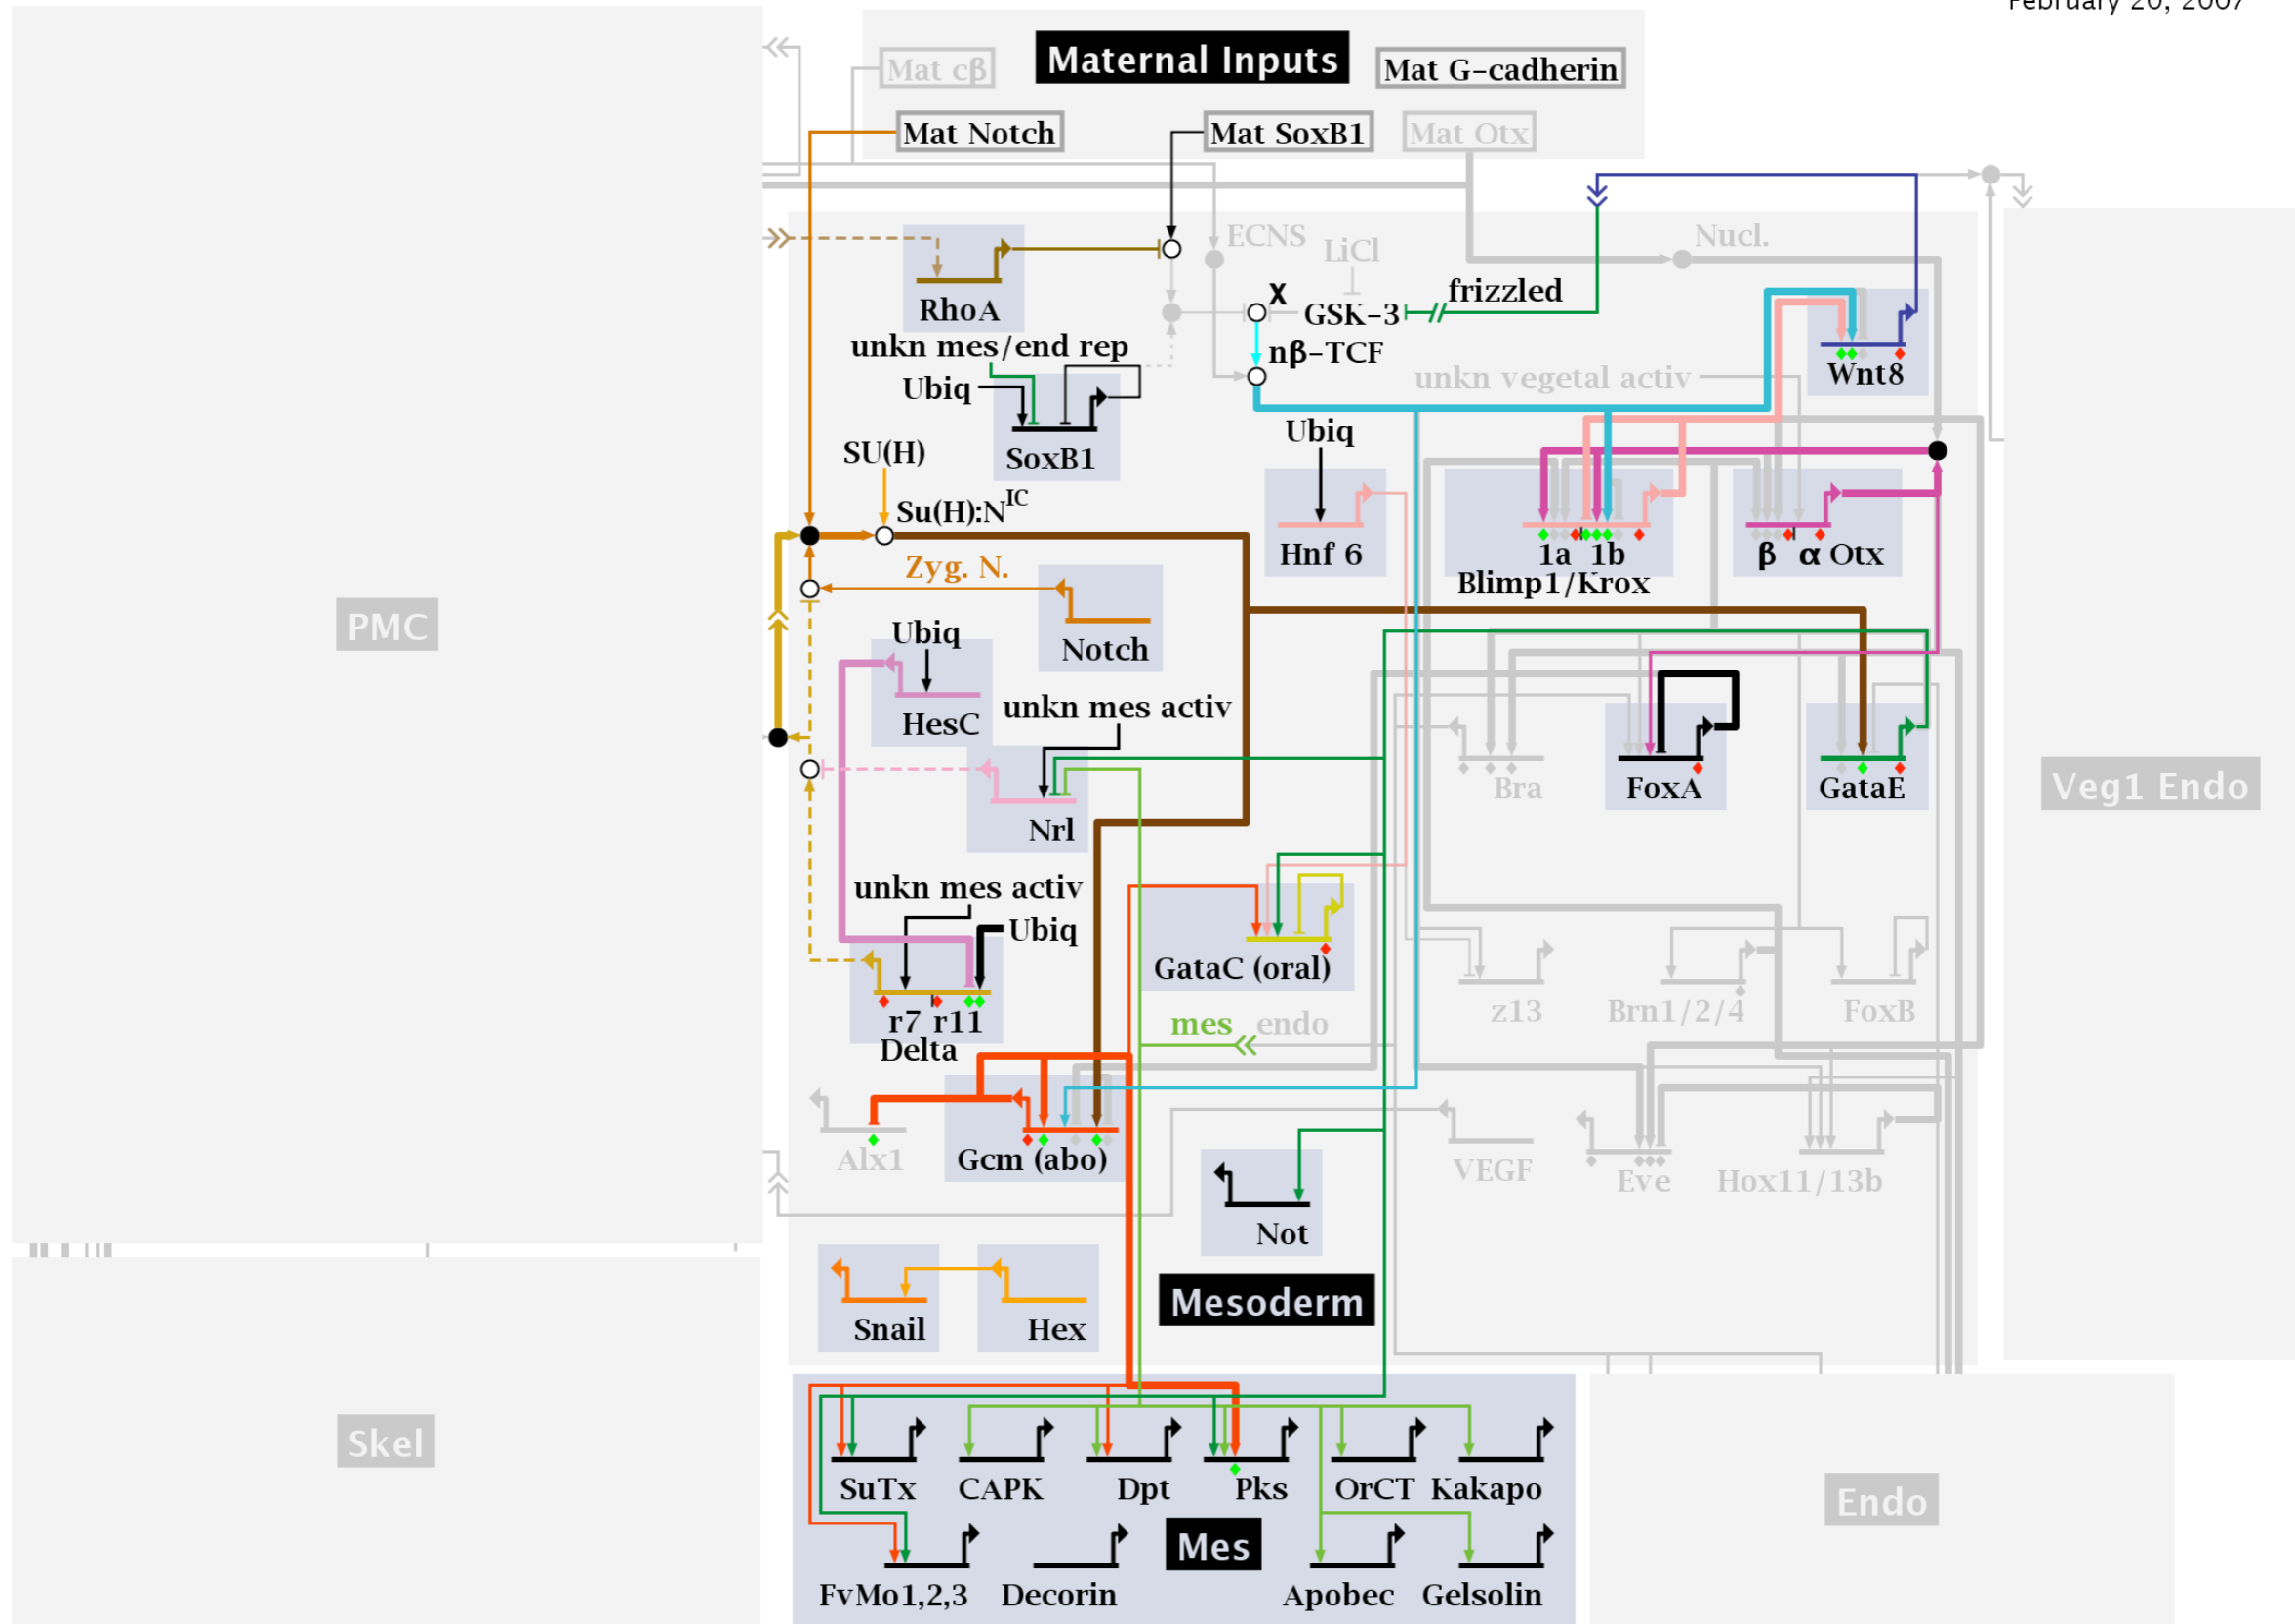 February 20, 2007
Mat cβ
Maternal Inputs
Mat G-cadherin
Mat Notch
Mat SoxB1
Mat Otx
ECNS
LiCl
Nucl.
X
GSK-3
frizzled
RhoA
unkn mes/end rep
nβ-TCF
Ubiq
unkn vegetal activ
Wnt8
SoxB1
Ubiq
SU(H)
Su(H):N^IC
Hnf 6
1a 1b
Blimp1/Krox
β α Otx
Zyg. N.
PMC
Notch
Ubiq
HesC
unkn mes activ
Bra
FoxA
GataE
Veg1 Endo
Nrl
unkn mes activ
Ubiq
GataC (oral)
r7 r11
Delta
mes endo
z13
Brn1/2/4
FoxB
Alx1
Gcm (abo)
VEGF
Eve
Hox11/13b
Not
Mesoderm
Snail
Hex
Skel
SuTx
CAPK
Dpt
Pks
OrCT
Kakapo
Endo
Mes
FvMo1,2,3
Decorin
Apobec
Gelsolin